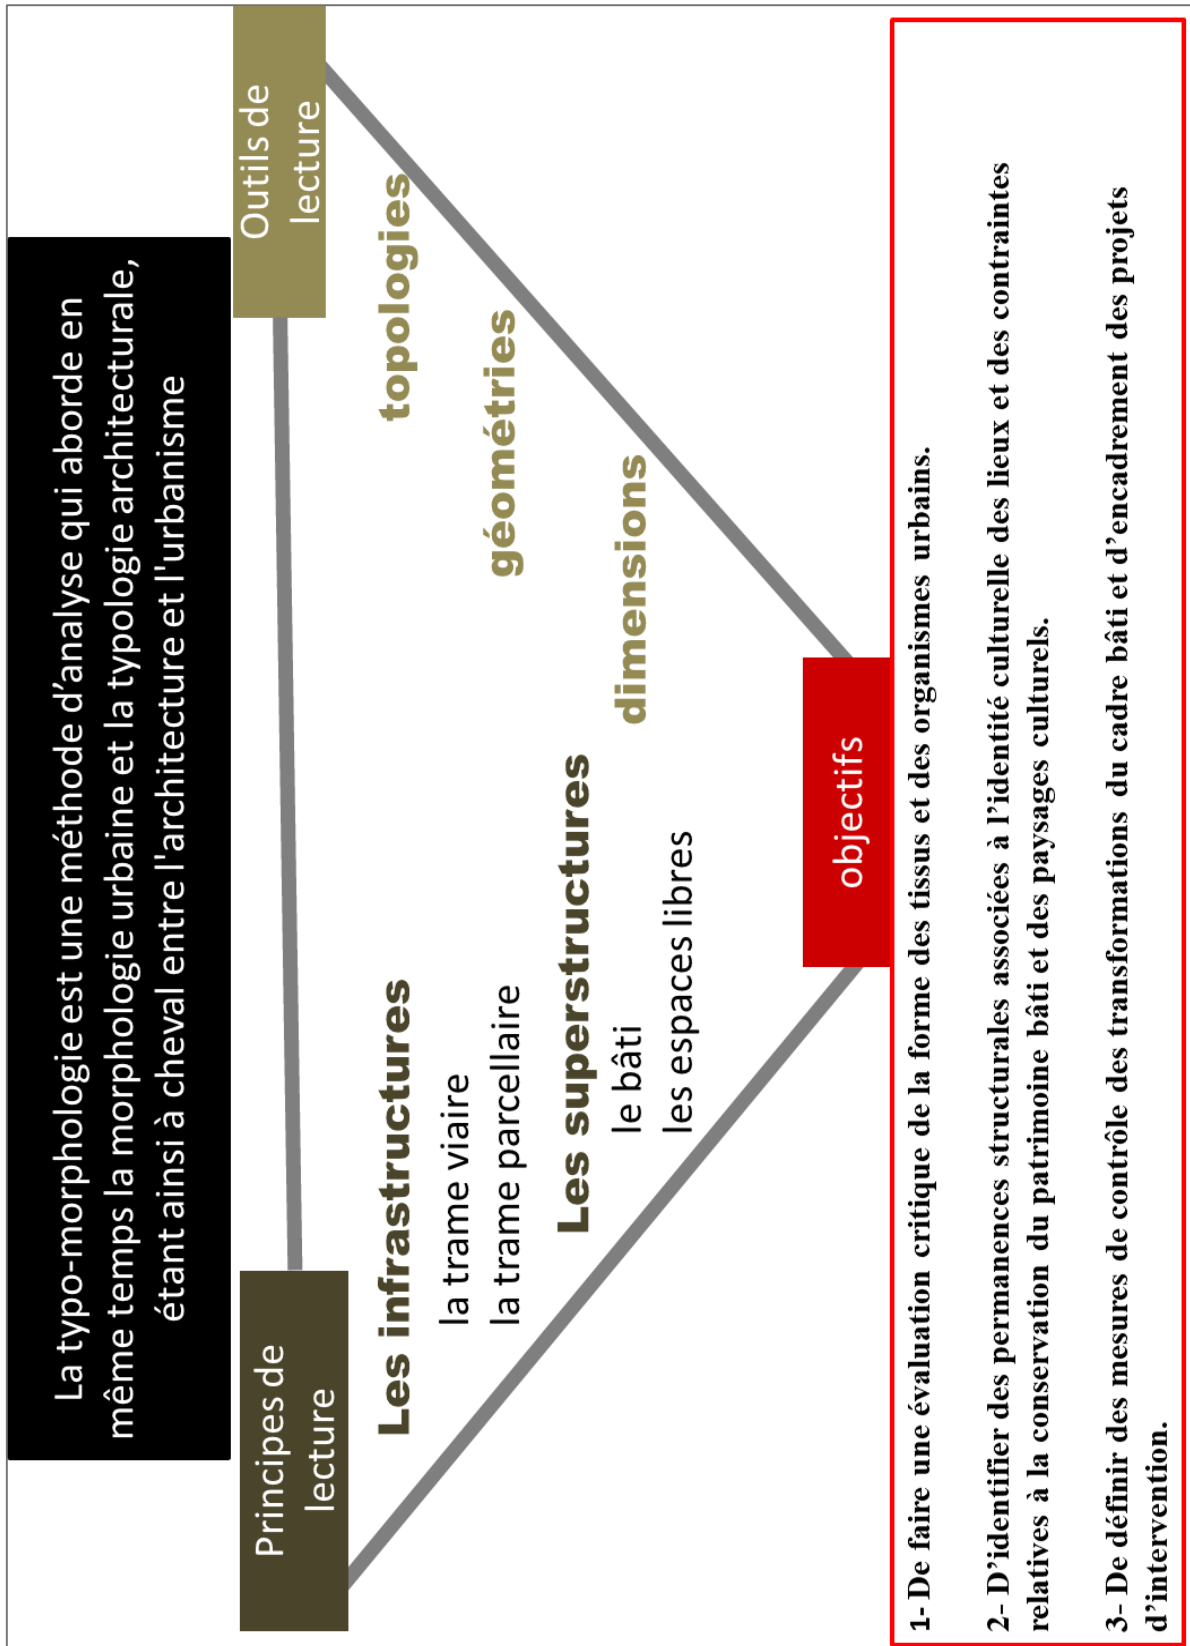 La typo-morphologie est une méthode d’analyse qui aborde en
même temps la morphologie urbaine et la typologie architecturale,
étant ainsi à cheval entre l'architecture et l'urbanisme
Principes de
lecture
Outils de
lecture
Les infrastructures
la trame viaire
la trame parcellaire
Les superstructures
le bâti
les espaces libres
topologies
géométries
dimensions
objectifs
1- De faire une évaluation critique de la forme des tissus et des organismes urbains.
2- D’identifier des permanences structurales associées à l’identité culturelle des lieux et des contraintes
relatives à la conservation du patrimoine bâti et des paysages culturels.
3- De définir des mesures de contrôle des transformations du cadre bâti et d’encadrement des projets
d’intervention.